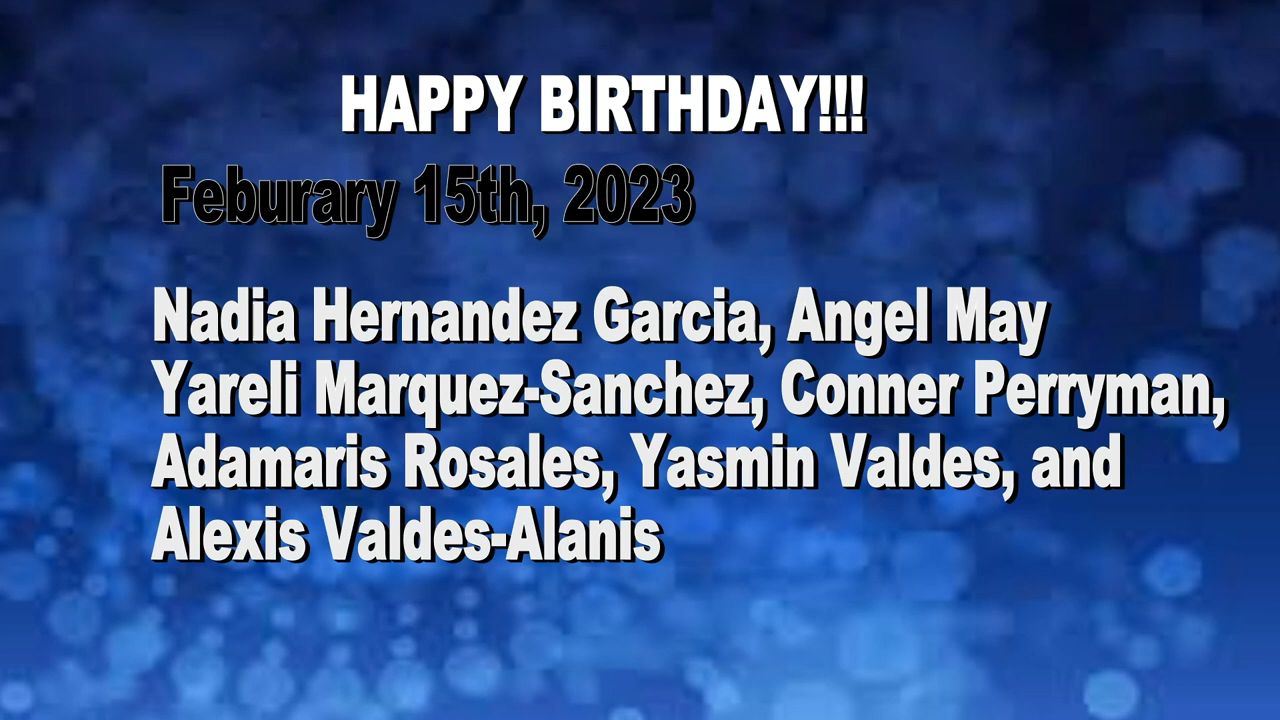 HAPPY BIRTHDAY!!!
Feburary 15th, 2023
Nadia Hernandez Garcia, Angel May
Yareli Marquez-Sanchez, Conner Perryman,
Adamaris Rosales, Yasmin Valdes, and
Alexis Valdes-Alanis